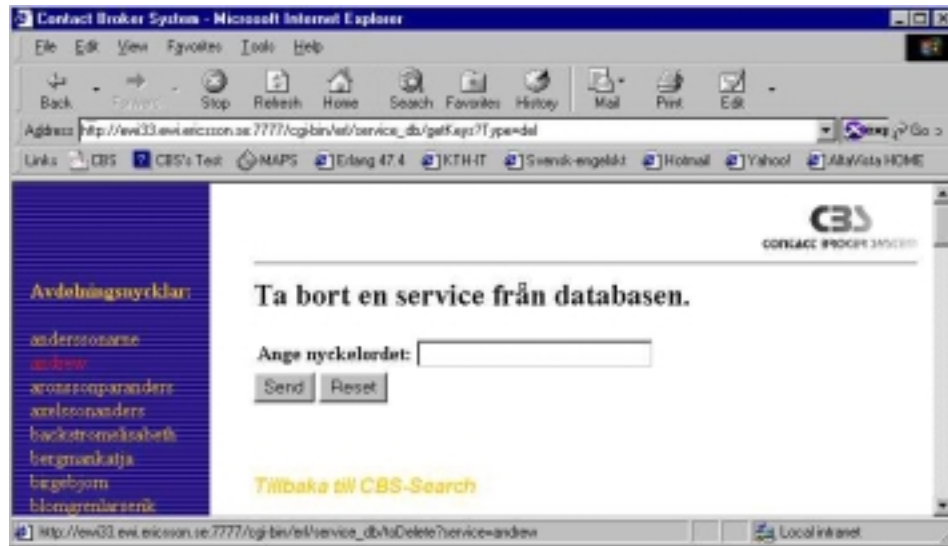 Contact Broker System - Microsoft Internet Explorer
File Edit View Favorites Tools Help
Back Forward Stop Refresh Home Search Favorites History Mail Print Edit
Address http://ewi33.ewi.ericsson.se:7777/cgi-bin/erl/service_db/getKeys?Type=del Go
Links CBS CBS's Test MAPS Erlang 47.4 KTH-IT Svensk-engelskt Hotmail Yahoo! AltaVista HOME
CBS
CONTACT BROKER SYSTEM
Avdelningsnycklar:
Ta bort en service från databasen.
anderssonarne
Ange nyckelordet:
andrew
aronssonparanders
Send Reset
axelssonanders
backstromelisabeth
bergmankatja
birgebjorn
Tillbaka till CBS-Search
blomgrenlarserik
http://ewi33.ewi.ericsson.se:7777/cgi-bin/erl/service_db/toDelete?service=andrew Local intranet